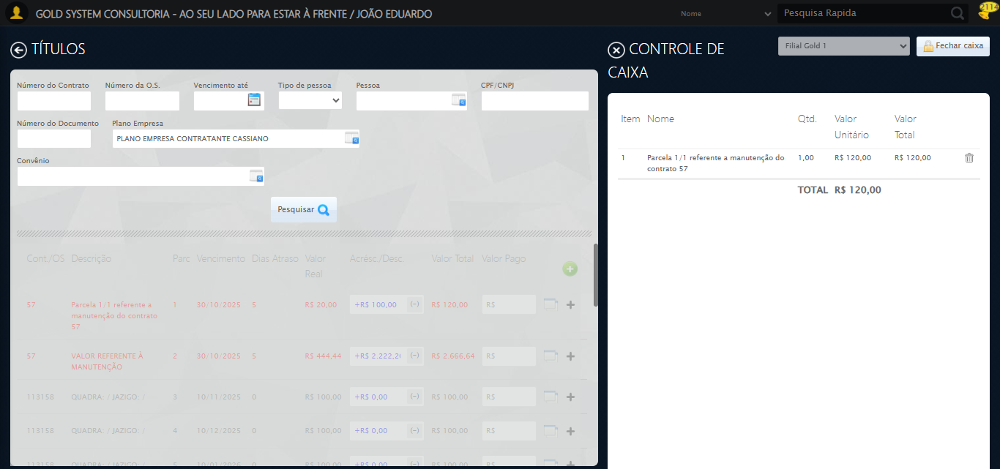 GOLD SYSTEM CONSULTORIA - AO SEU LADO PARA ESTAR À FRENTE / JOÃO EDUARDO
Nome
Pesquisa Rapida
2114
TÍTULOS
Número do Contrato
Número da O.S.
Vencimento até
Tipo de pessoa
Pessoa
CPF/CNPJ
Número do Documento
Plano Empresa
PLANO EMPRESA CONTRATANTE CASSIANO
Convênio
Pesquisar
Cont./OS Descrição Parc Vencimento Dias Atraso Valor Acrésc./Desc. Valor Total Valor Pago
Real
57 Parcela 1/1 referente a 1 30/10/2025 5 R$ 20,00 +R$ 100,00 (-) R$ 120,00 R$
manutenção do contrato
57
57 VALOR REFERENTE À 2 30/10/2025 5 R$ 444,44 +R$ 2.222,20 (-) R$ 2.666,64 R$
MANUTENÇÃO
113158 QUADRA: / JAZIGO: / 3 10/11/2025 0 R$ 100,00 +R$ 0,00 (-) R$ 100,00 R$
113158 QUADRA: / JAZIGO: / 4 10/12/2025 0 R$ 100,00 +R$ 0,00 (-) R$ 100,00 R$
113158 QUADRA: / JAZIGO: / 5 10/01/2026 0 R$ 100,00 +R$ 0,00 (-) R$ 100,00 R$
CONTROLE DE
CAIXA
Filial Gold 1
Fechar caixa
Item Nome Qtd. Valor Valor
Unitário Total
1 Parcela 1/1 referente a manutenção do 1,00 R$ 120,00 R$ 120,00
contrato 57
TOTAL R$ 120,00